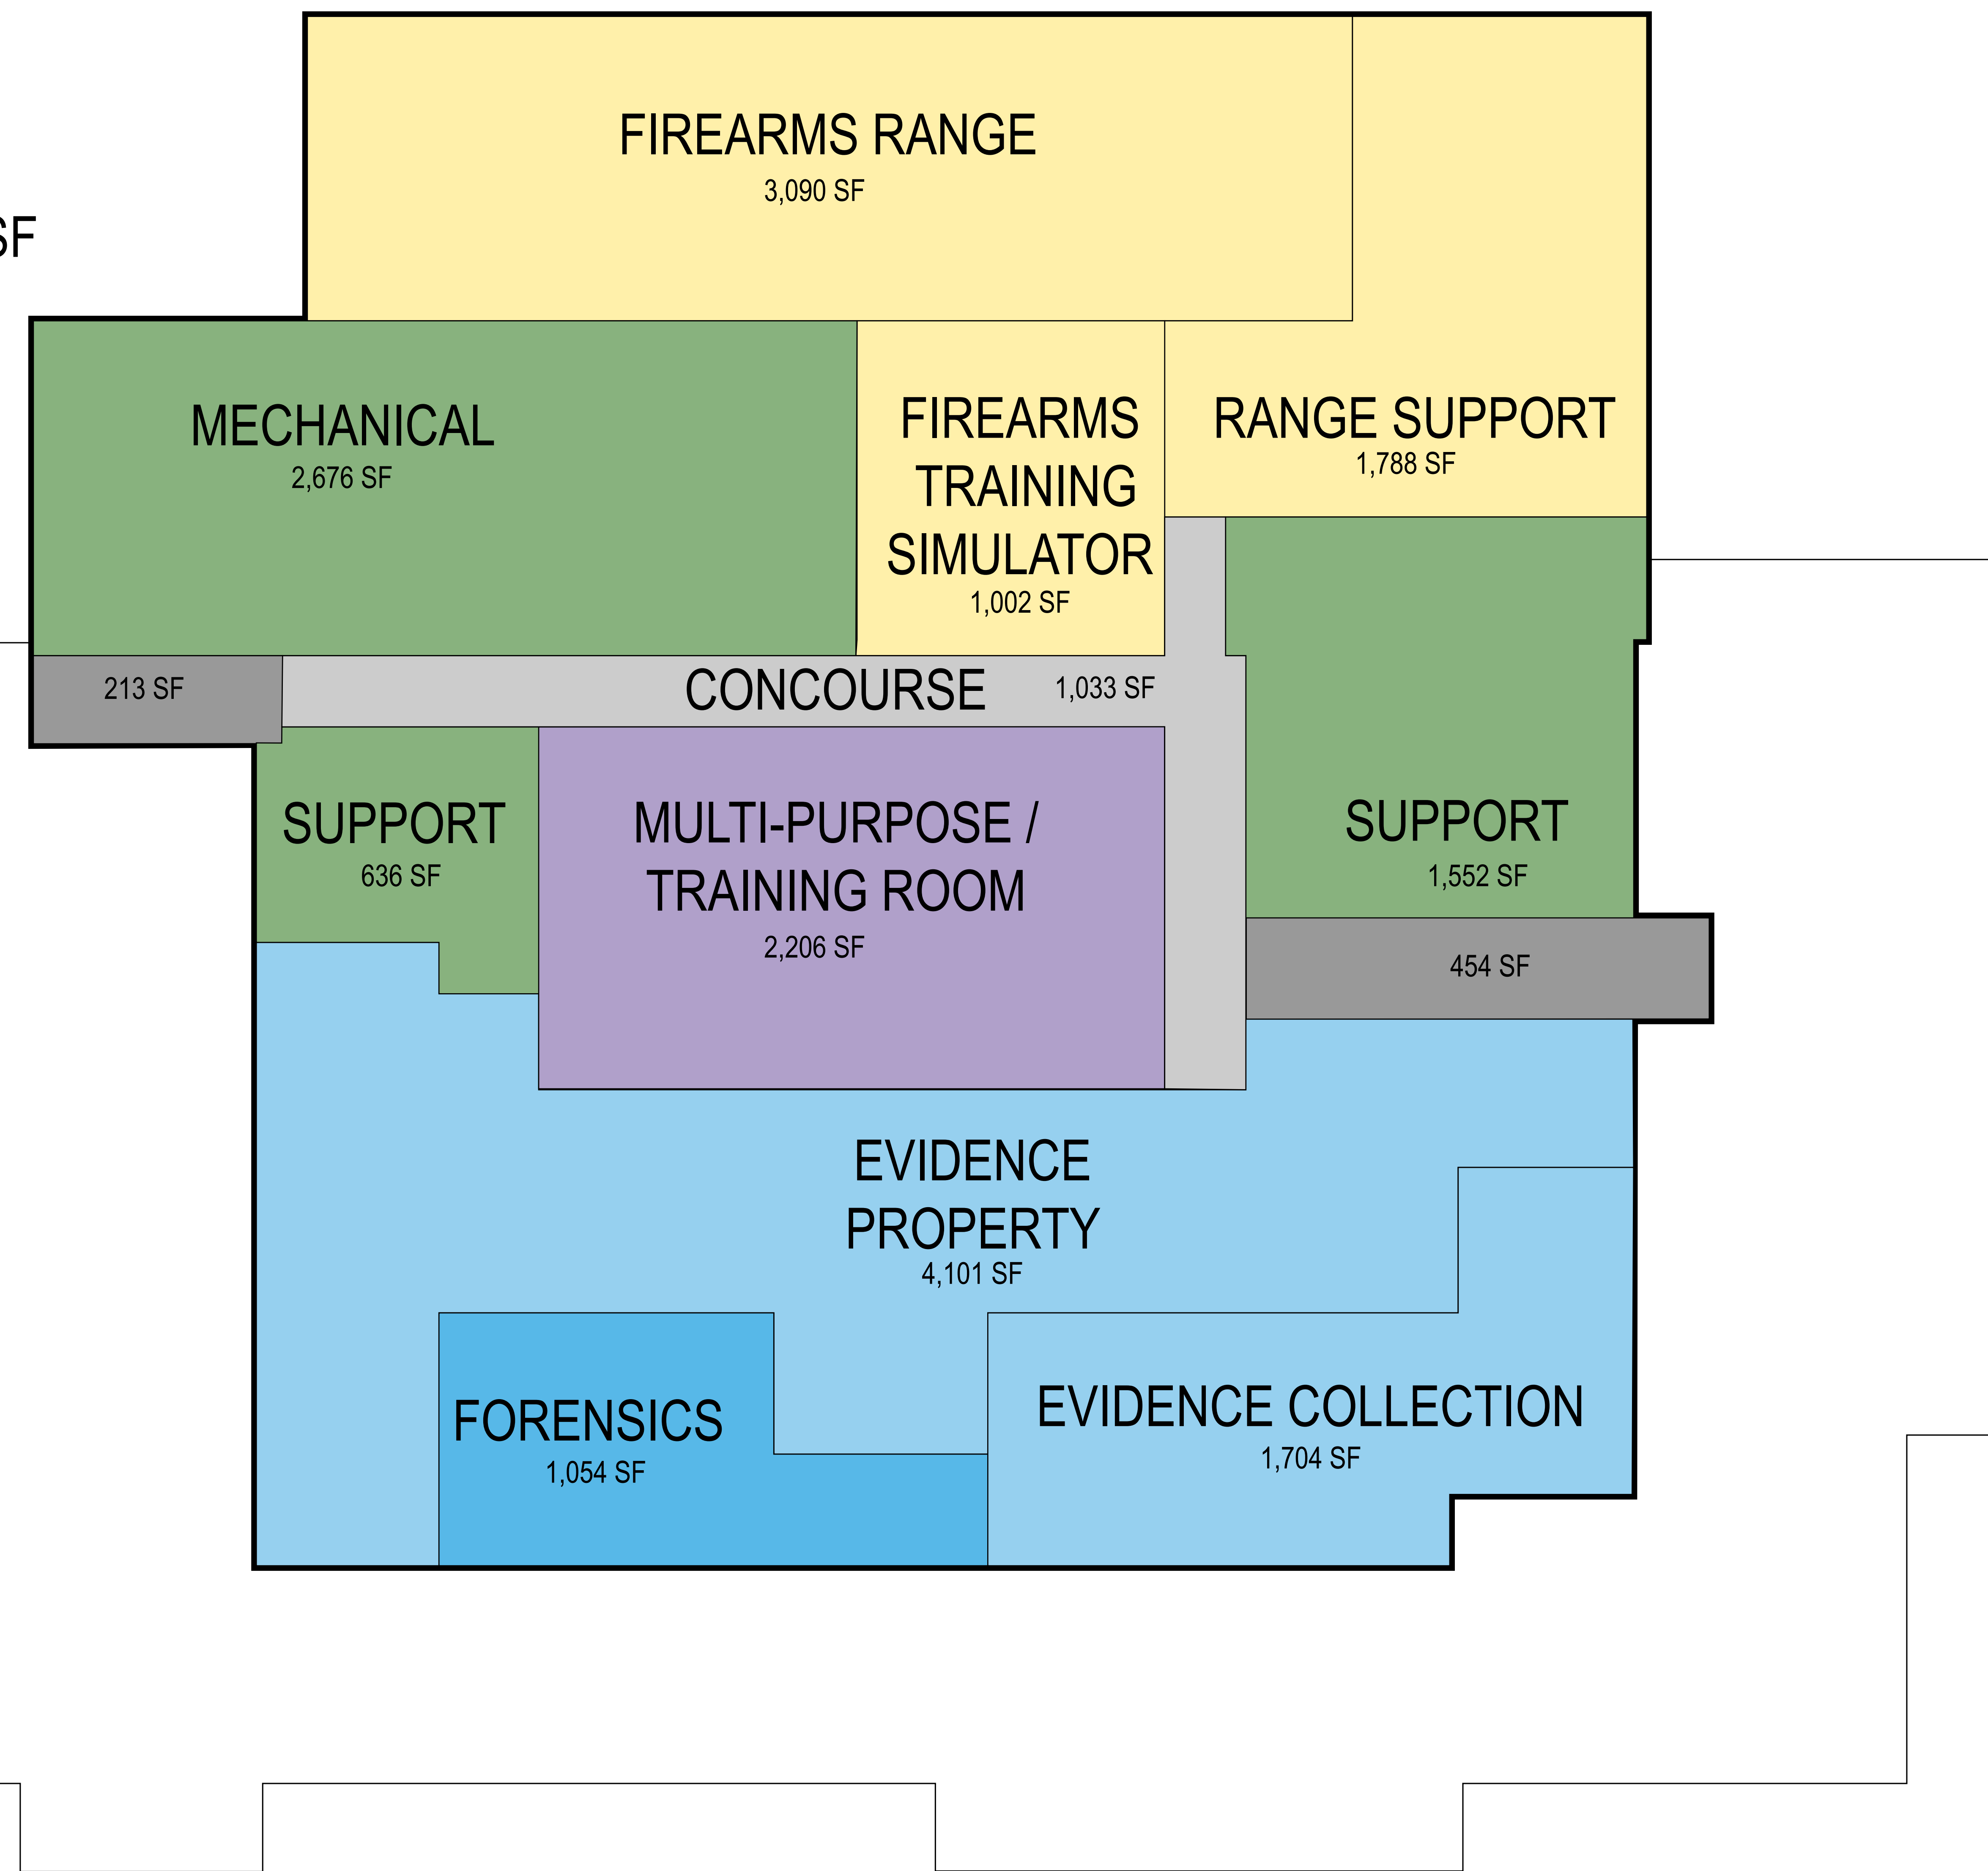 FIREARMS RANGE
3,090 SF
SF
MECHANICAL
2,676 SF
FIREARMS
TRAINING
SIMULATOR
1,002 SF
RANGE SUPPORT
1,788 SF
213 SF
CONCOURSE 1,033 SF
SUPPORT
636 SF
MULTI-PURPOSE /
TRAINING ROOM
2,206 SF
SUPPORT
1,552 SF
454 SF
EVIDENCE
PROPERTY
4,101 SF
FORENSICS
1,054 SF
EVIDENCE COLLECTION
1,704 SF